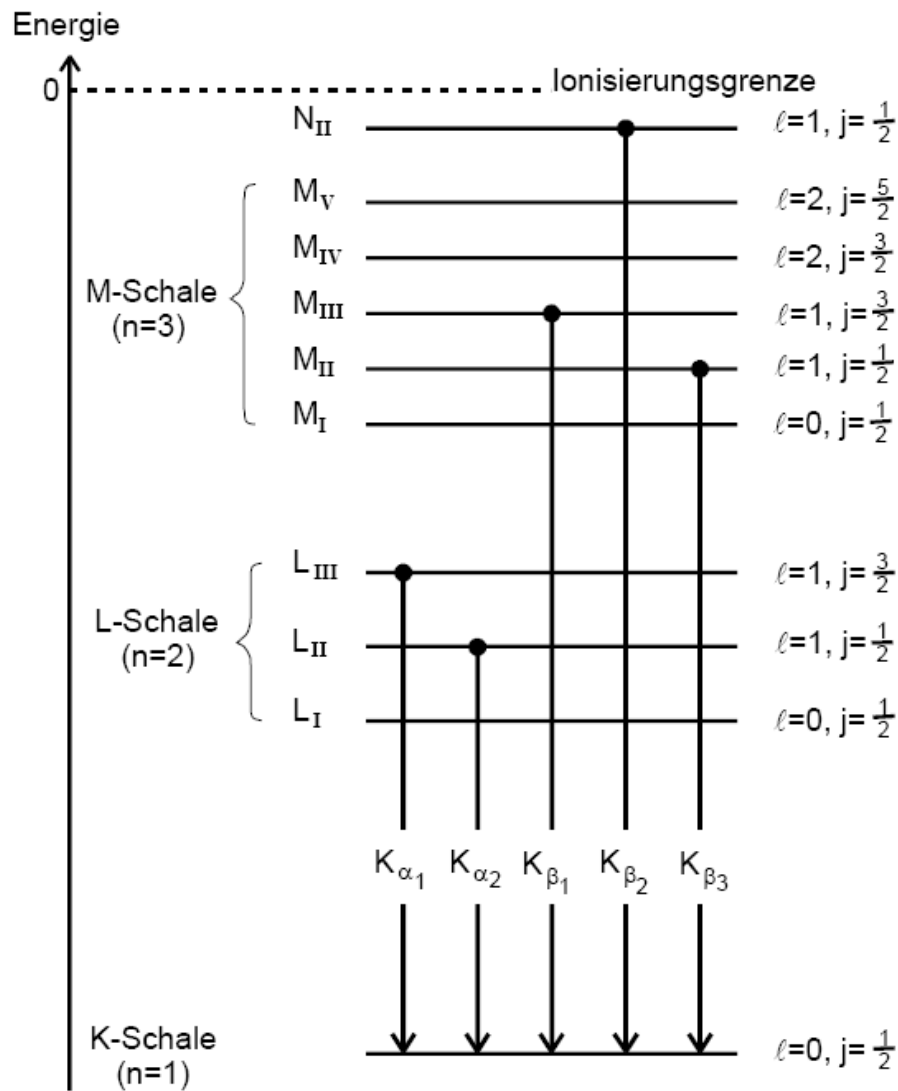 Energie
0
Ionisierungsgrenze
N_II ℓ=1, j=1/2
M_V ℓ=2, j=5/2
M_IV ℓ=2, j=3/2
M-Schale
(n=3)
M_III ℓ=1, j=3/2
M_II ℓ=1, j=1/2
M_I ℓ=0, j=1/2
L_III ℓ=1, j=3/2
L-Schale
(n=2)
L_II ℓ=1, j=1/2
L_I ℓ=0, j=1/2
K_α1 K_α2 K_β1 K_β2 K_β3
K-Schale
(n=1)
ℓ=0, j=1/2